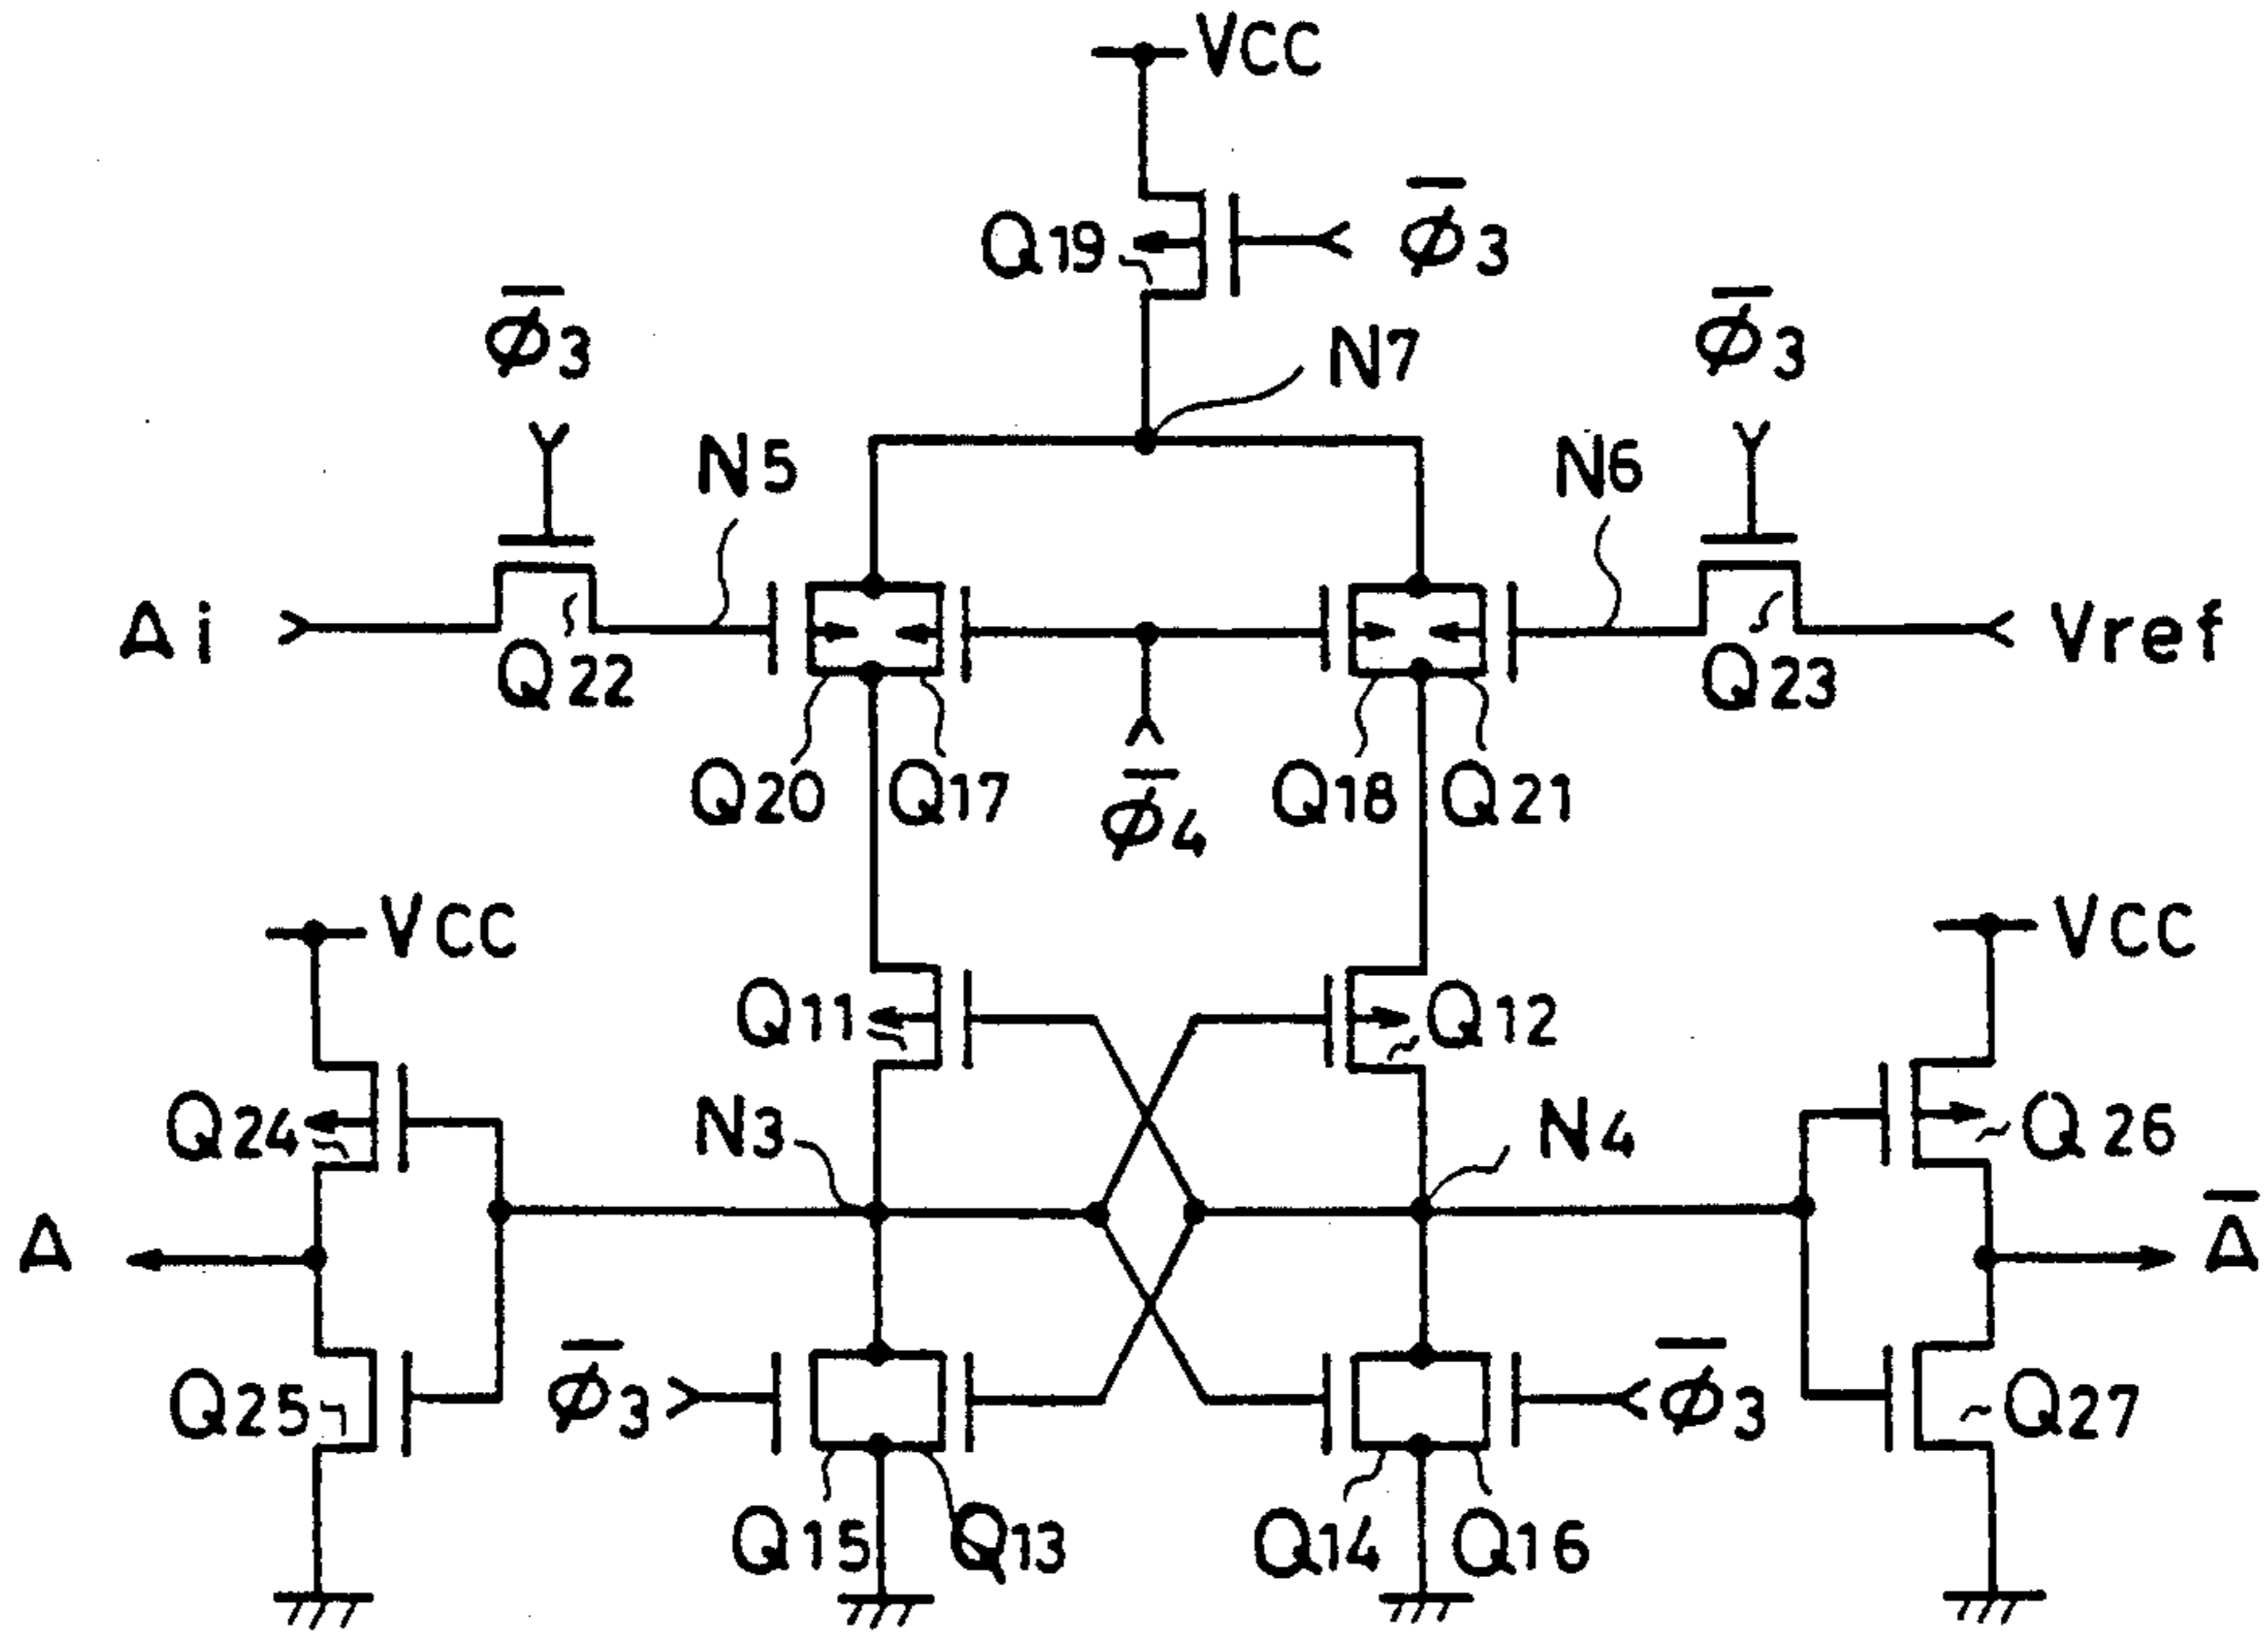 VCC
Q19
φ̅3
φ̅3
φ̅3
N7
N5
N6
Ai
Vref
Q22
Q23
Q20
Q17
Q18
Q21
φ̅4
VCC
VCC
Q11
Q12
Q24
N3
N4
Q26
A
A̅
Q25
φ̅3
φ̅3
Q27
Q15
Q13
Q14
Q16